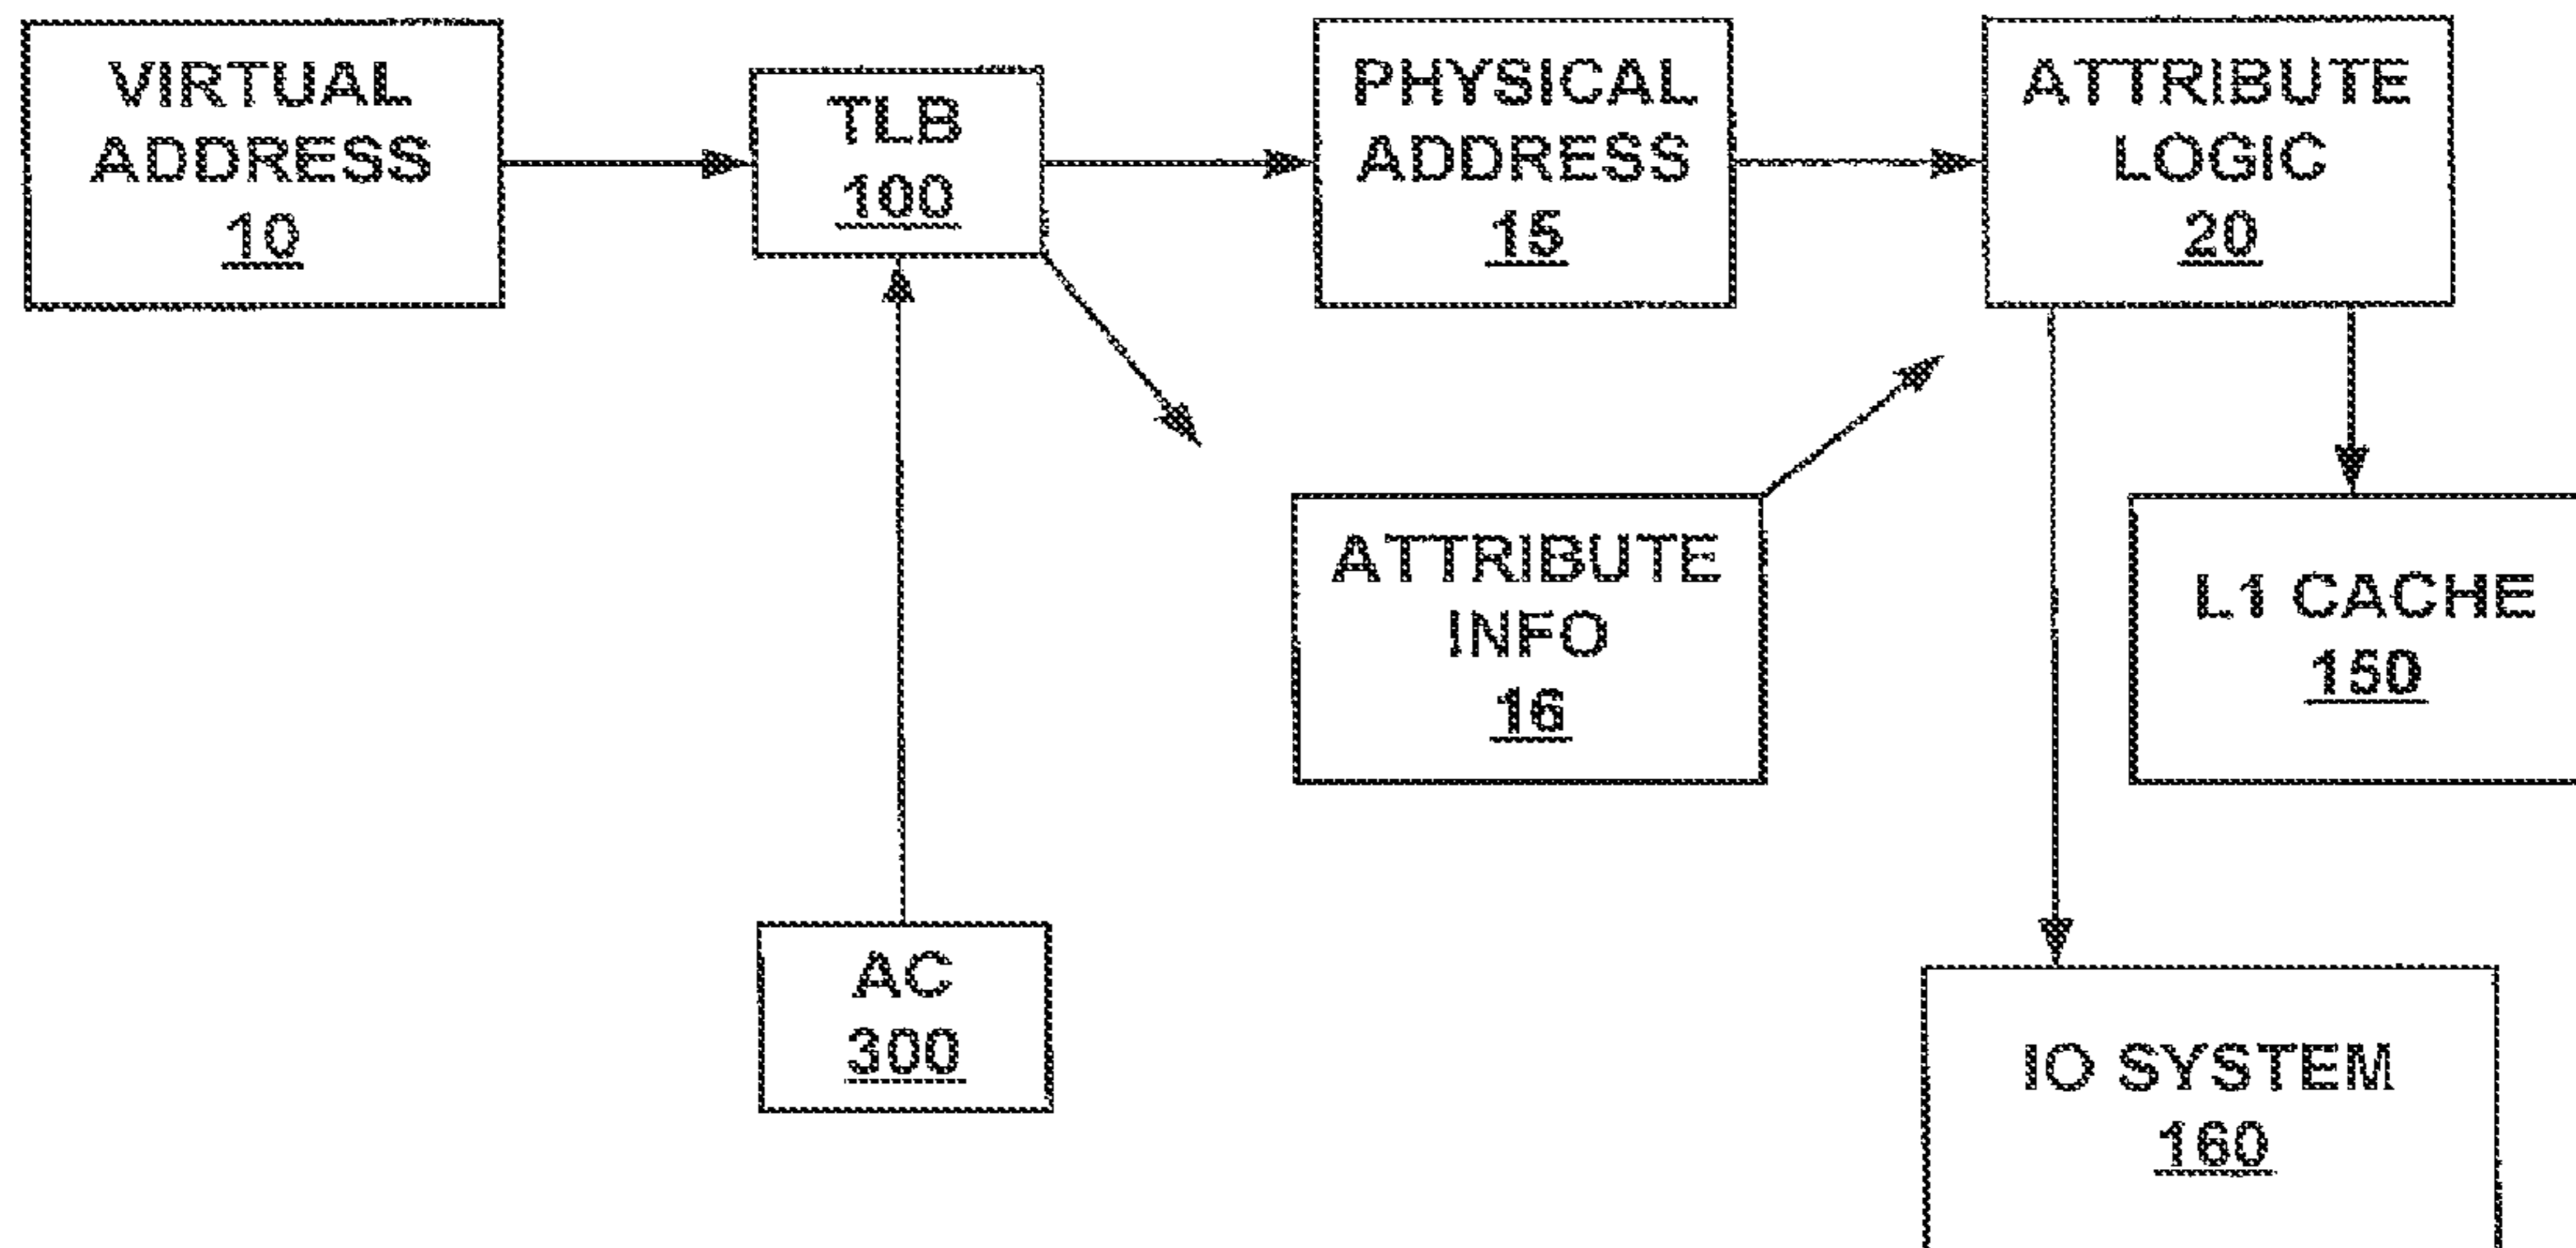 VIRTUAL
ADDRESS
10
TLB
100
PHYSICAL
ADDRESS
15
ATTRIBUTE
LOGIC
20
ATTRIBUTE
INFO
16
L1 CACHE
150
AC
300
IO SYSTEM
160